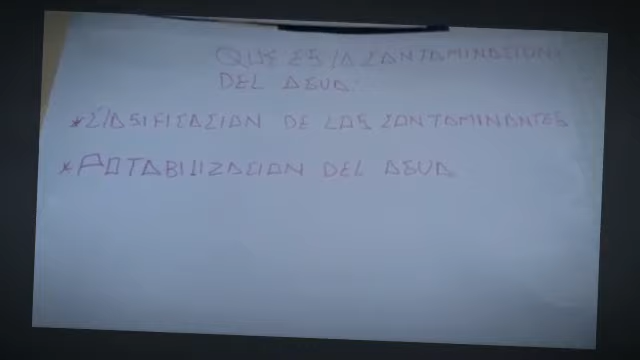 QUE ES LA CONTAMINACION
DEL AGUA.
*CLASIFICACION DE LOS CONTAMINANTES
*POTABILIZACION DEL AGUA.